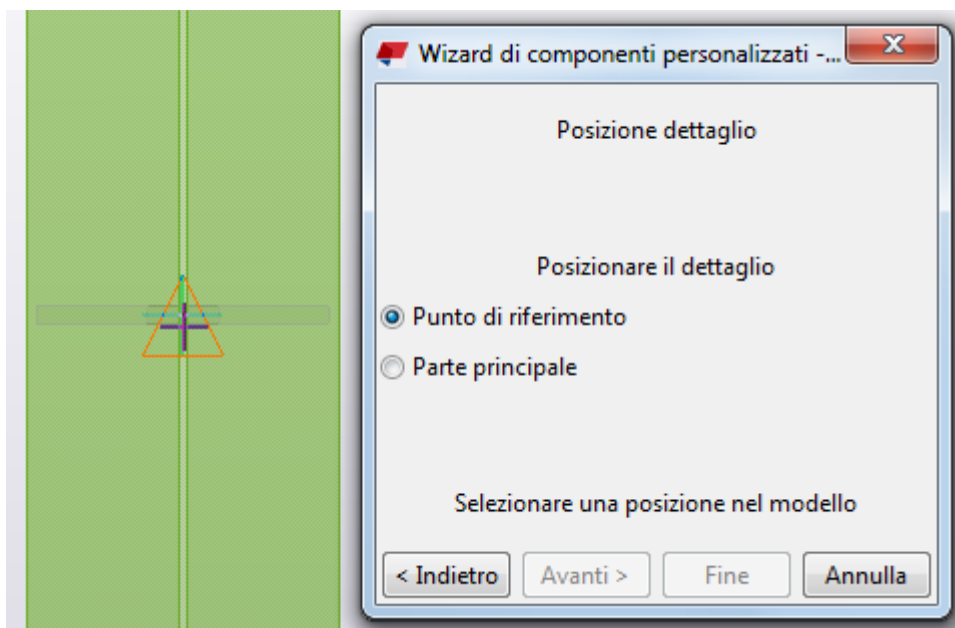 Wizard di componenti personalizzati -...
Posizione dettaglio
Posizionare il dettaglio
Punto di riferimento
Parte principale
Selezionare una posizione nel modello
< Indietro
Avanti >
Fine
Annulla